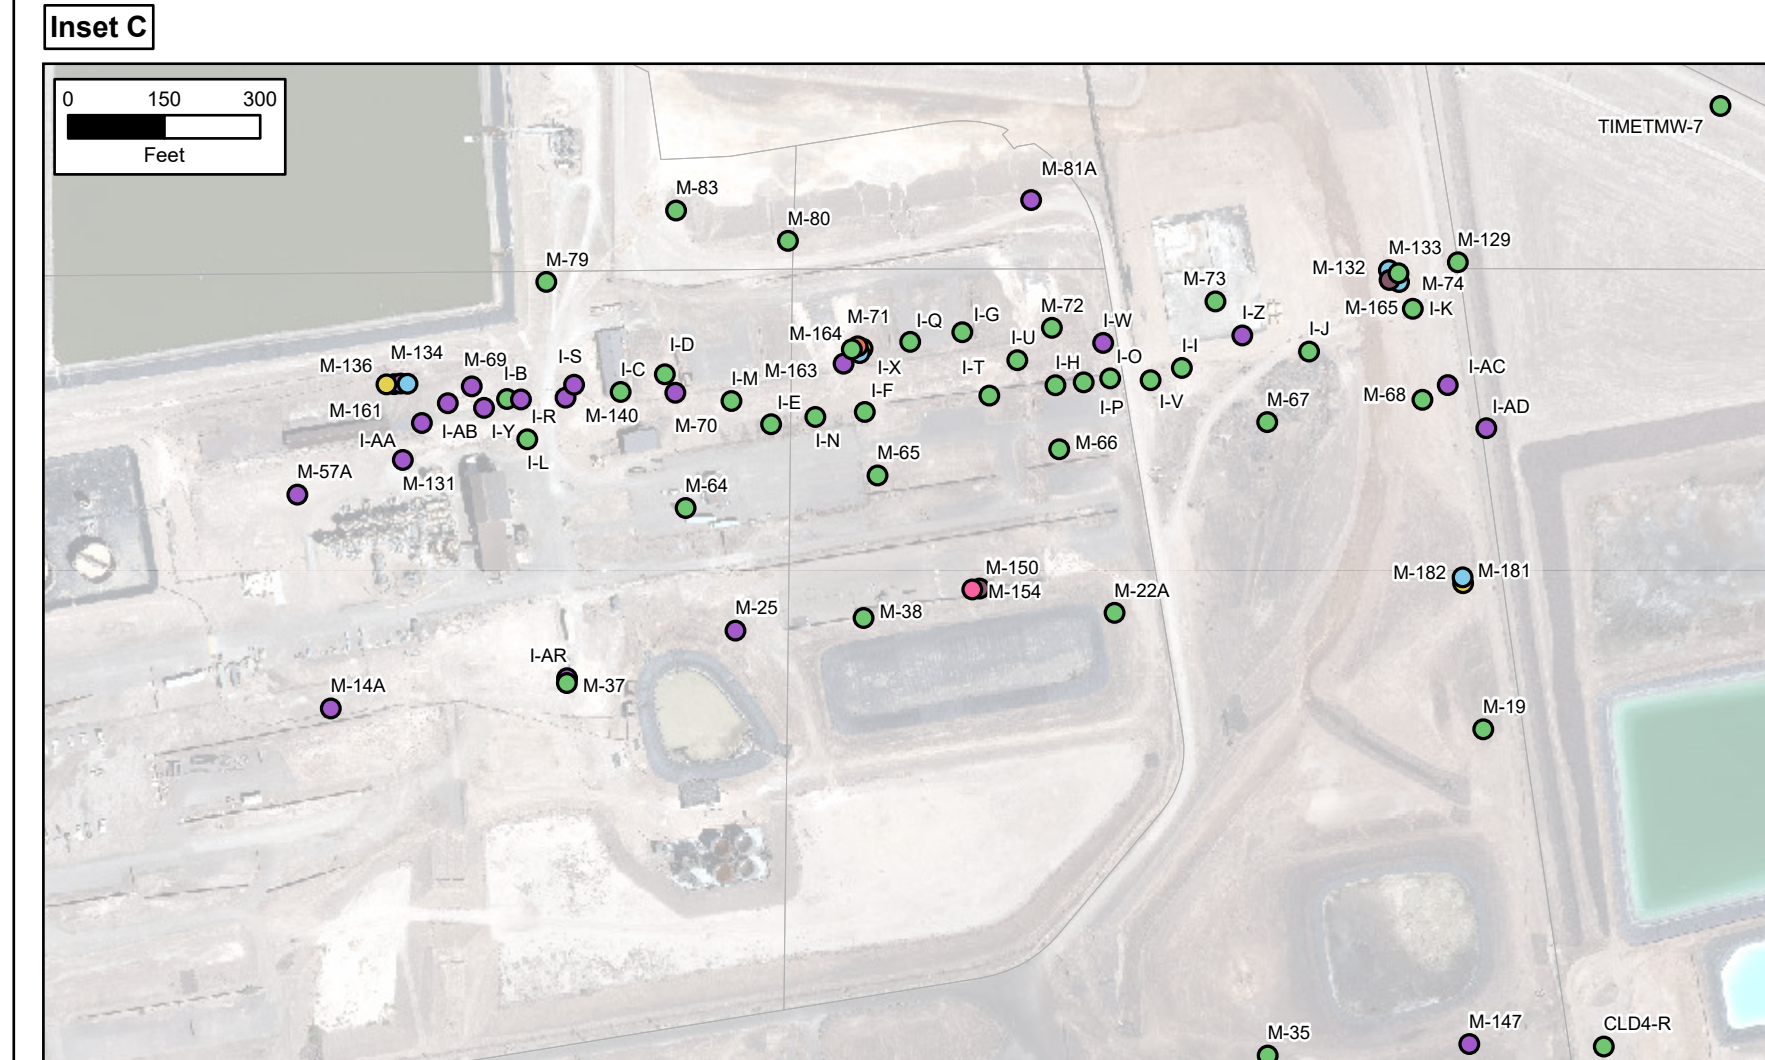 Inset C
0 150 300
Feet
TIMETMW-7
M-81A
M-83
M-80
M-79
M-133
M-129
M-132
M-74
M-165
I-K
M-73
I-Z
I-J
M-71
I-Q
I-G
M-72
I-W
M-164
I-U
I-O
I-I
M-136
M-134
M-69
I-S
I-D
I-C
I-B
M-163
I-X
I-T
I-H
I-M
I-F
I-P
I-V
I-E
I-N
M-161
I-AB
I-Y
I-R
M-140
M-70
I-AA
I-L
M-68
I-AC
I-AD
M-67
M-66
M-65
M-57A
M-131
M-64
M-150
M-154
M-22A
M-182
M-181
M-25
M-38
I-AR
M-37
M-14A
M-19
M-35
M-147
CLD4-R